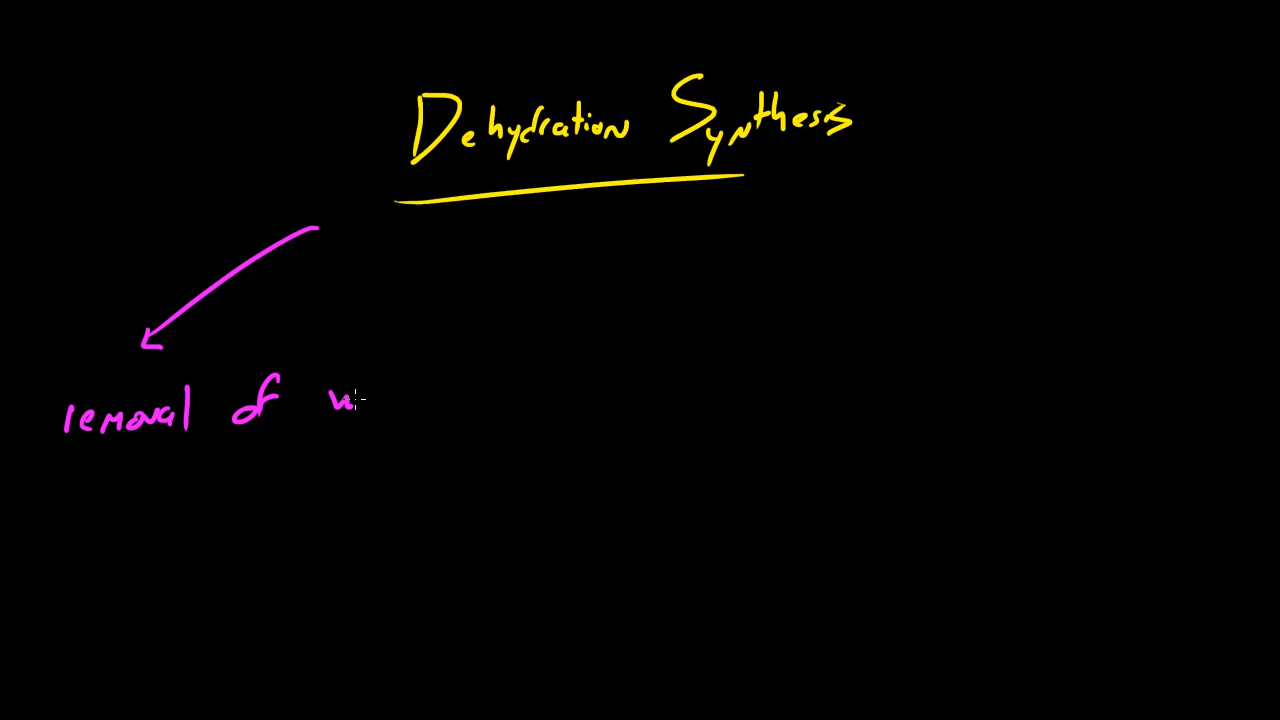 Dehydration Synthesis
removal of w